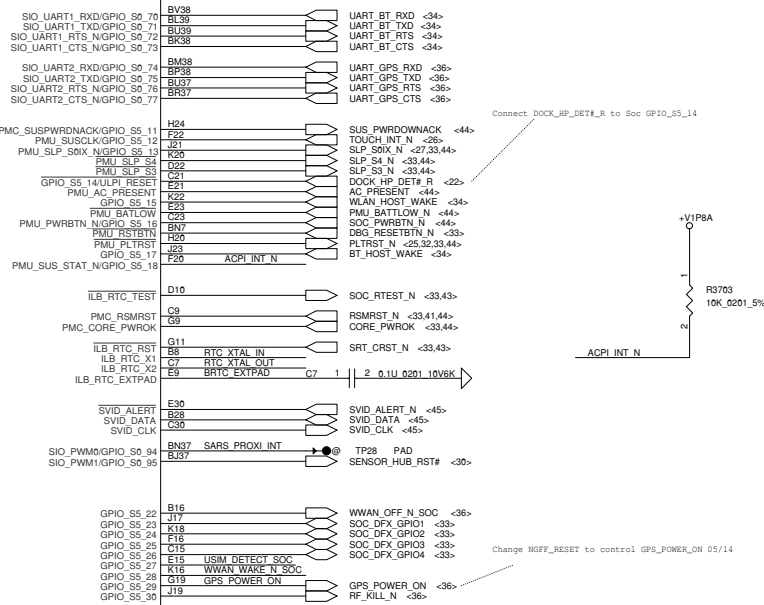 SIO_UART1_RXD/GPIO_S0_70 BV38 UART_BT_RXD <34>
SIO_UART1_TXD/GPIO_S0_71 BL39 UART_BT_TXD <34>
SIO_UART1_RTS_N/GPIO_S0_72 BU39 UART_BT_RTS <34>
SIO_UART1_CTS_N/GPIO_S0_73 BK38 UART_BT_CTS <34>
SIO_UART2_RXD/GPIO_S0_74 BM38 UART_GPS_RXD <36>
SIO_UART2_TXD/GPIO_S0_75 BP38 UART_GPS_TXD <36>
SIO_UART2_RTS_N/GPIO_S0_76 BU37 UART_GPS_RTS <36>
SIO_UART2_CTS_N/GPIO_S0_77 BR37 UART_GPS_CTS <36>
Connect DOCK_HP_DET#_R to Soc GPIO_S5_14
PMC_SUSPWRDNACK/GPIO_S5_11 H24 SUS_PWRDOWNACK <44>
PMU_SUSCLK/GPIO_S5_12 F22 TOUCH_INT_N <26>
PMU_SLP_S0IX_N/GPIO_S5_13 J21 SLP_S0IX_N <27,33,44>
PMU_SLP_S4 K20 SLP_S4_N <33,44>
PMU_SLP_S3 D22 SLP_S3_N <33,44>
GPIO_S5_14/ULPI_RESET C21 DOCK_HP_DET#_R <22>
PMU_AC_PRESENT E21 AC_PRESENT <44>
GPIO_S5_15 K22 WLAN_HOST_WAKE <34>
PMU_BATLOW E23 PMU_BATTLOW_N <44>
PMU_PWRBTN_N/GPIO_S5_16 C23 SOC_PWRBTN_N <44>
PMU_RSTBTN BN7 DBG_RESETBTN_N <33>
PMU_PLTRST H20 PLTRST_N <25,32,33,44>
GPIO_S5_17 J23 BT_HOST_WAKE <34>
PMU_SUS_STAT_N/GPIO_S5_18 F20 ACPI_INT_N
+V1P8A
1
R3703
10K_0201_5%
2
ACPI_INT_N
ILB_RTC_TEST D10 SOC_RTEST_N <33,43>
PMC_RSMRST C9 RSMRST_N <33,41,44>
PMC_CORE_PWROK G9 CORE_PWROK <33,44>
ILB_RTC_RST G11 SRT_CRST_N <33,43>
ILB_RTC_X1 B8 RTC_XTAL_IN
ILB_RTC_X2 C7 RTC_XTAL_OUT
ILB_RTC_EXTPAD E9 BRTC_EXTPAD C7 1 2 0.1U_0201_10V6K
SVID_ALERT E30 SVID_ALERT_N <45>
SVID_DATA B28 SVID_DATA <45>
SVID_CLK C30 SVID_CLK <45>
SIO_PWM0/GPIO_S0_94 BN37 SARS_PROXI_INT @ TP28 PAD
SIO_PWM1/GPIO_S0_95 BJ37 SENSOR_HUB_RST# <30>
GPIO_S5_22 B16 WWAN_OFF_N_SOC <36>
GPIO_S5_23 J17 SOC_DFX_GPIO1 <33>
GPIO_S5_24 K18 SOC_DFX_GPIO2 <33>
GPIO_S5_25 F16 SOC_DFX_GPIO3 <33>
GPIO_S5_26 C15 SOC_DFX_GPIO4 <33>
Change NGFF_RESET to control GPS_POWER_ON 05/14
GPIO_S5_27 E15 USIM_DETECT_SOC
GPIO_S5_28 K16 WWAN_WAKE_N_SOC
GPIO_S5_29 G19 GPS_POWER_ON GPS_POWER_ON <36>
GPIO_S5_30 J19 RF_KILL_N <36>